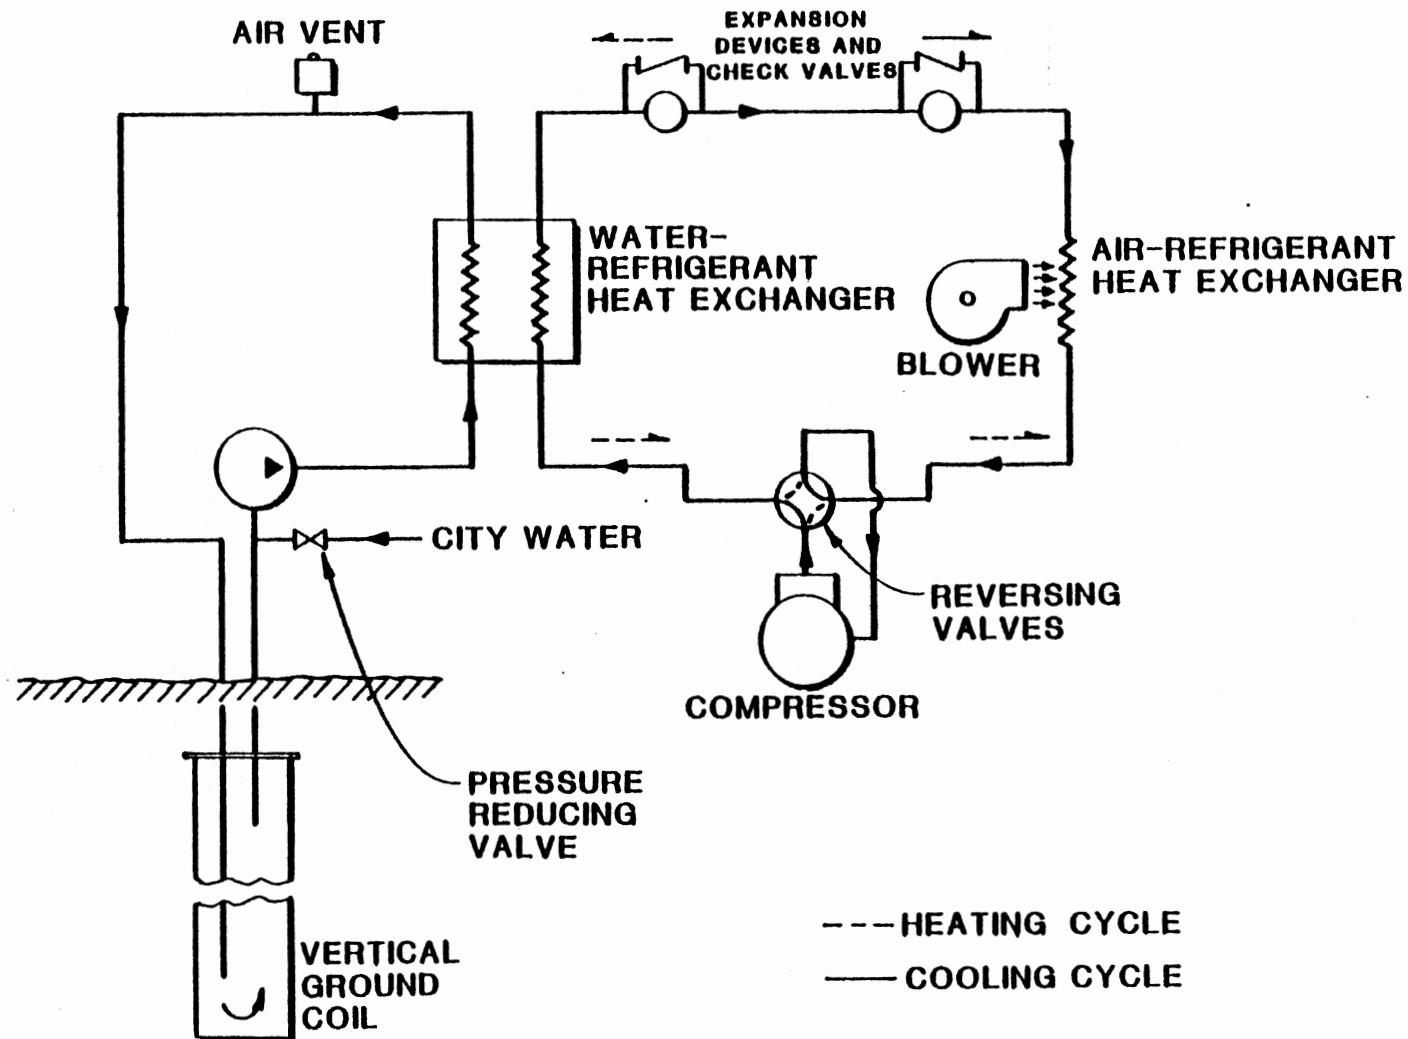 AIR VENT
EXPANSION
DEVICES AND
CHECK VALVES
WATER-
REFRIGERANT
HEAT EXCHANGER
AIR-REFRIGERANT
HEAT EXCHANGER
BLOWER
CITY WATER
REVERSING
VALVES
COMPRESSOR
PRESSURE
REDUCING
VALVE
VERTICAL
GROUND
COIL
HEATING CYCLE
COOLING CYCLE